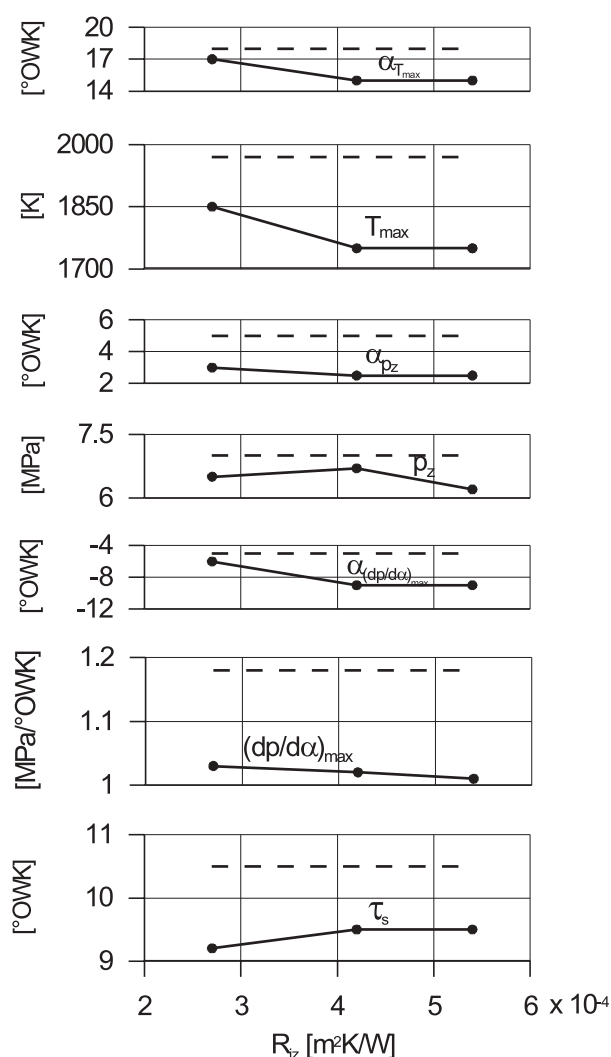 20
17
14
[°OWK]
αTmax
2000
1850
1700
[K]
Tmax
6
4
2
[°OWK]
αpz
7.5
6
[MPa]
pz
-4
-8
-12
[°OWK]
α(dp/dα)max
1.2
1.1
1
[MPa/°OWK]
(dp/dα)max
11
10
9
[°OWK]
τs
2 3 4 5 6 x 10-4
Riz [m²K/W]